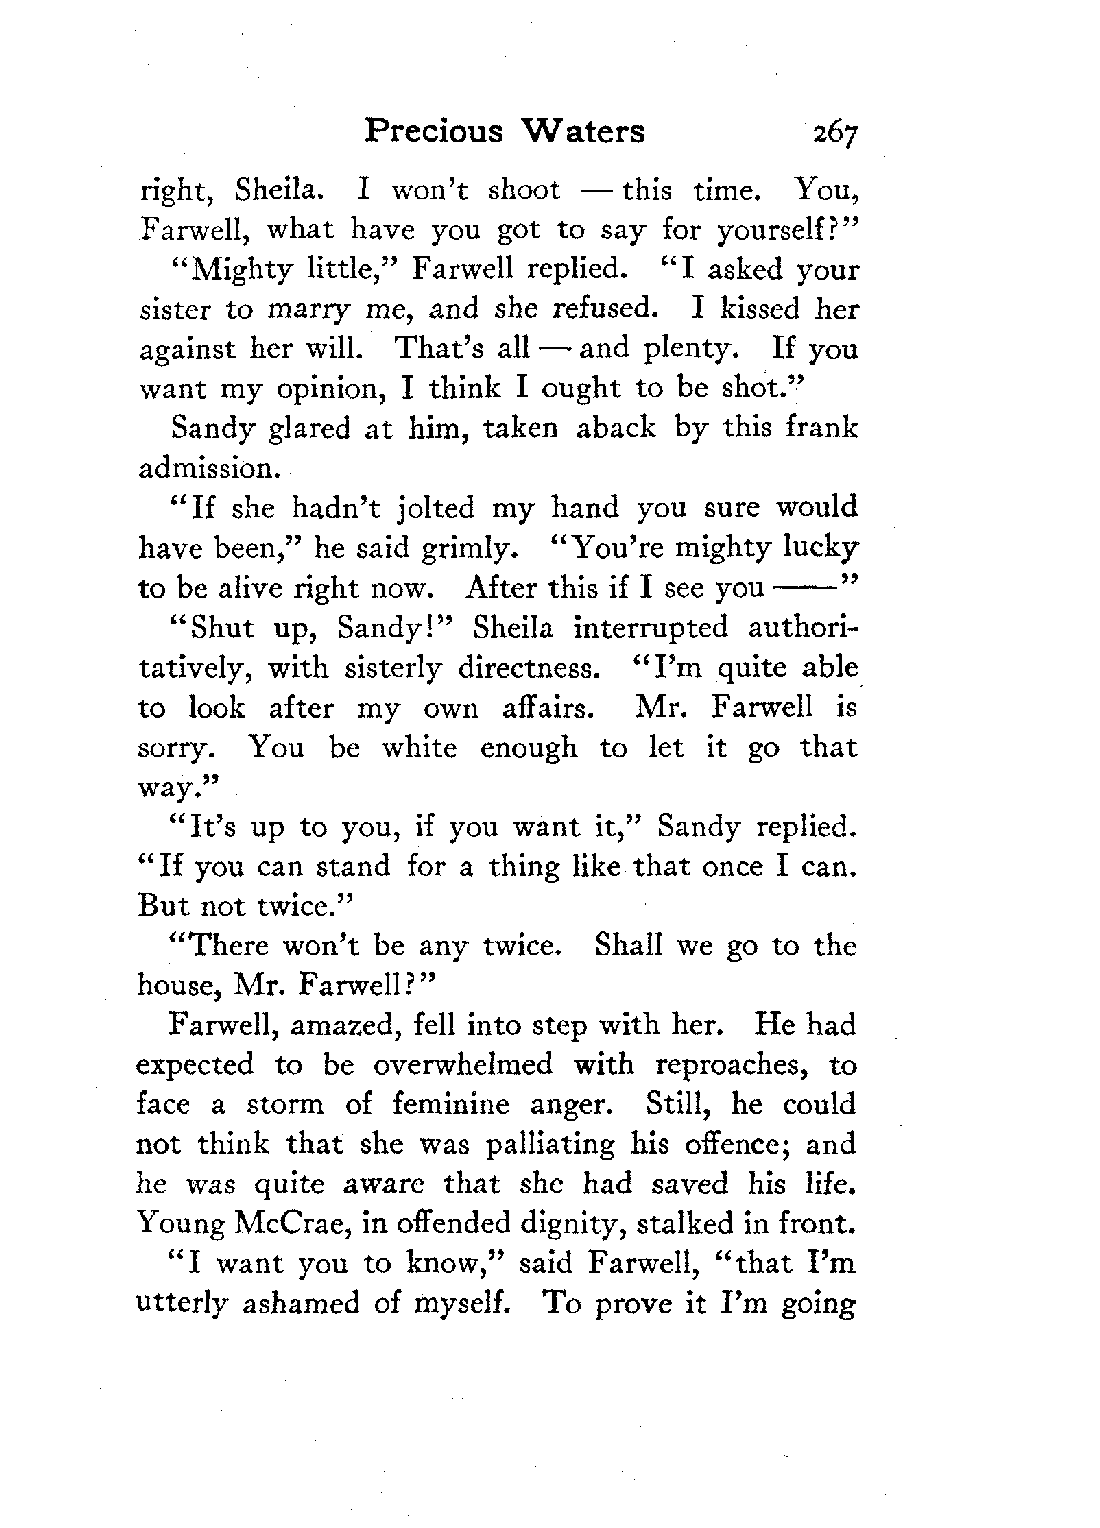 Precious Waters 267
right, Sheila. I won't shoot — this time. You,
Farwell, what have you got to say for yourself?"
"Mighty little," Farwell replied. "I asked your
sister to marry me, and she refused. I kissed her
against her will. That's all — and plenty. If you
want my opinion, I think I ought to be shot."
Sandy glared at him, taken aback by this frank
admission.
"If she hadn't jolted my hand you sure would
have been," he said grimly. "You're mighty lucky
to be alive right now. After this if I see you ——"
"Shut up, Sandy!" Sheila interrupted authori-
tatively, with sisterly directness. "I'm quite able
to look after my own affairs. Mr. Farwell is
sorry. You be white enough to let it go that
way."
"It's up to you, if you want it," Sandy replied.
"If you can stand for a thing like that once I can.
But not twice."
"There won't be any twice. Shall we go to the
house, Mr. Farwell?"
Farwell, amazed, fell into step with her. He had
expected to be overwhelmed with reproaches, to
face a storm of feminine anger. Still, he could
not think that she was palliating his offence; and
he was quite aware that she had saved his life.
Young McCrae, in offended dignity, stalked in front.
"I want you to know," said Farwell, "that I'm
utterly ashamed of myself. To prove it I'm going